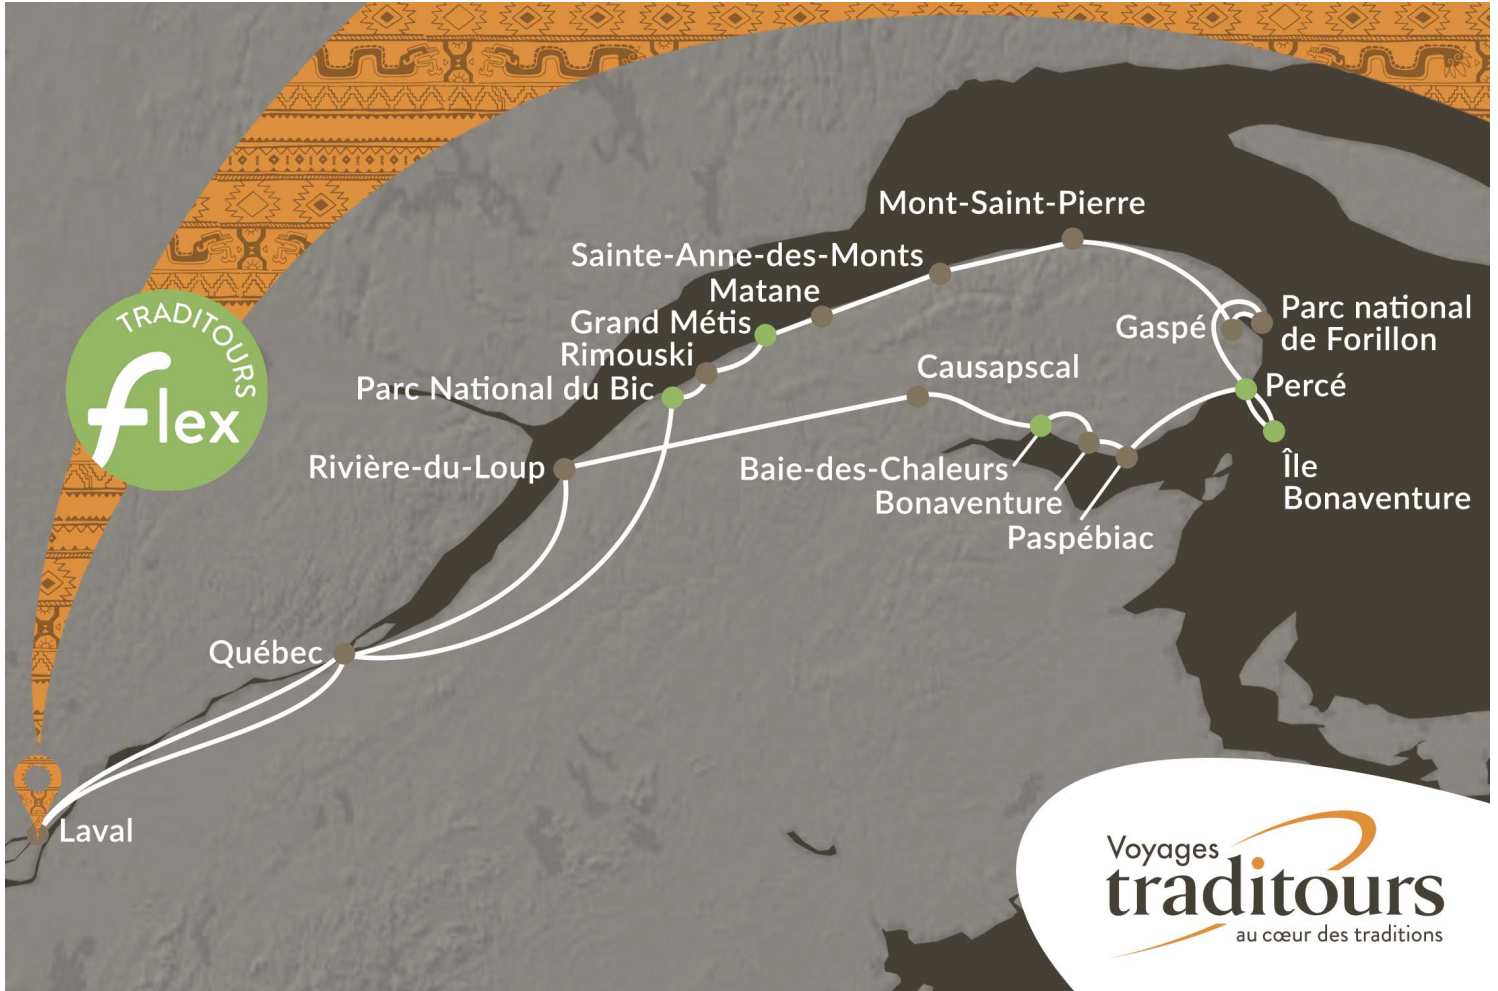 Mont-Saint-Pierre
Sainte-Anne-des-Monts
Matane
Grand Métis
Rimouski
Parc National du Bic
TRADITOURS
flex
Gaspé
Parc national
de Forillon
Causapscal
Percé
Rivière-du-Loup
Baie-des-Chaleurs
Bonaventure
Paspébiac
Île
Bonaventure
Québec
Laval
Voyages
traditours
au cœur des traditions